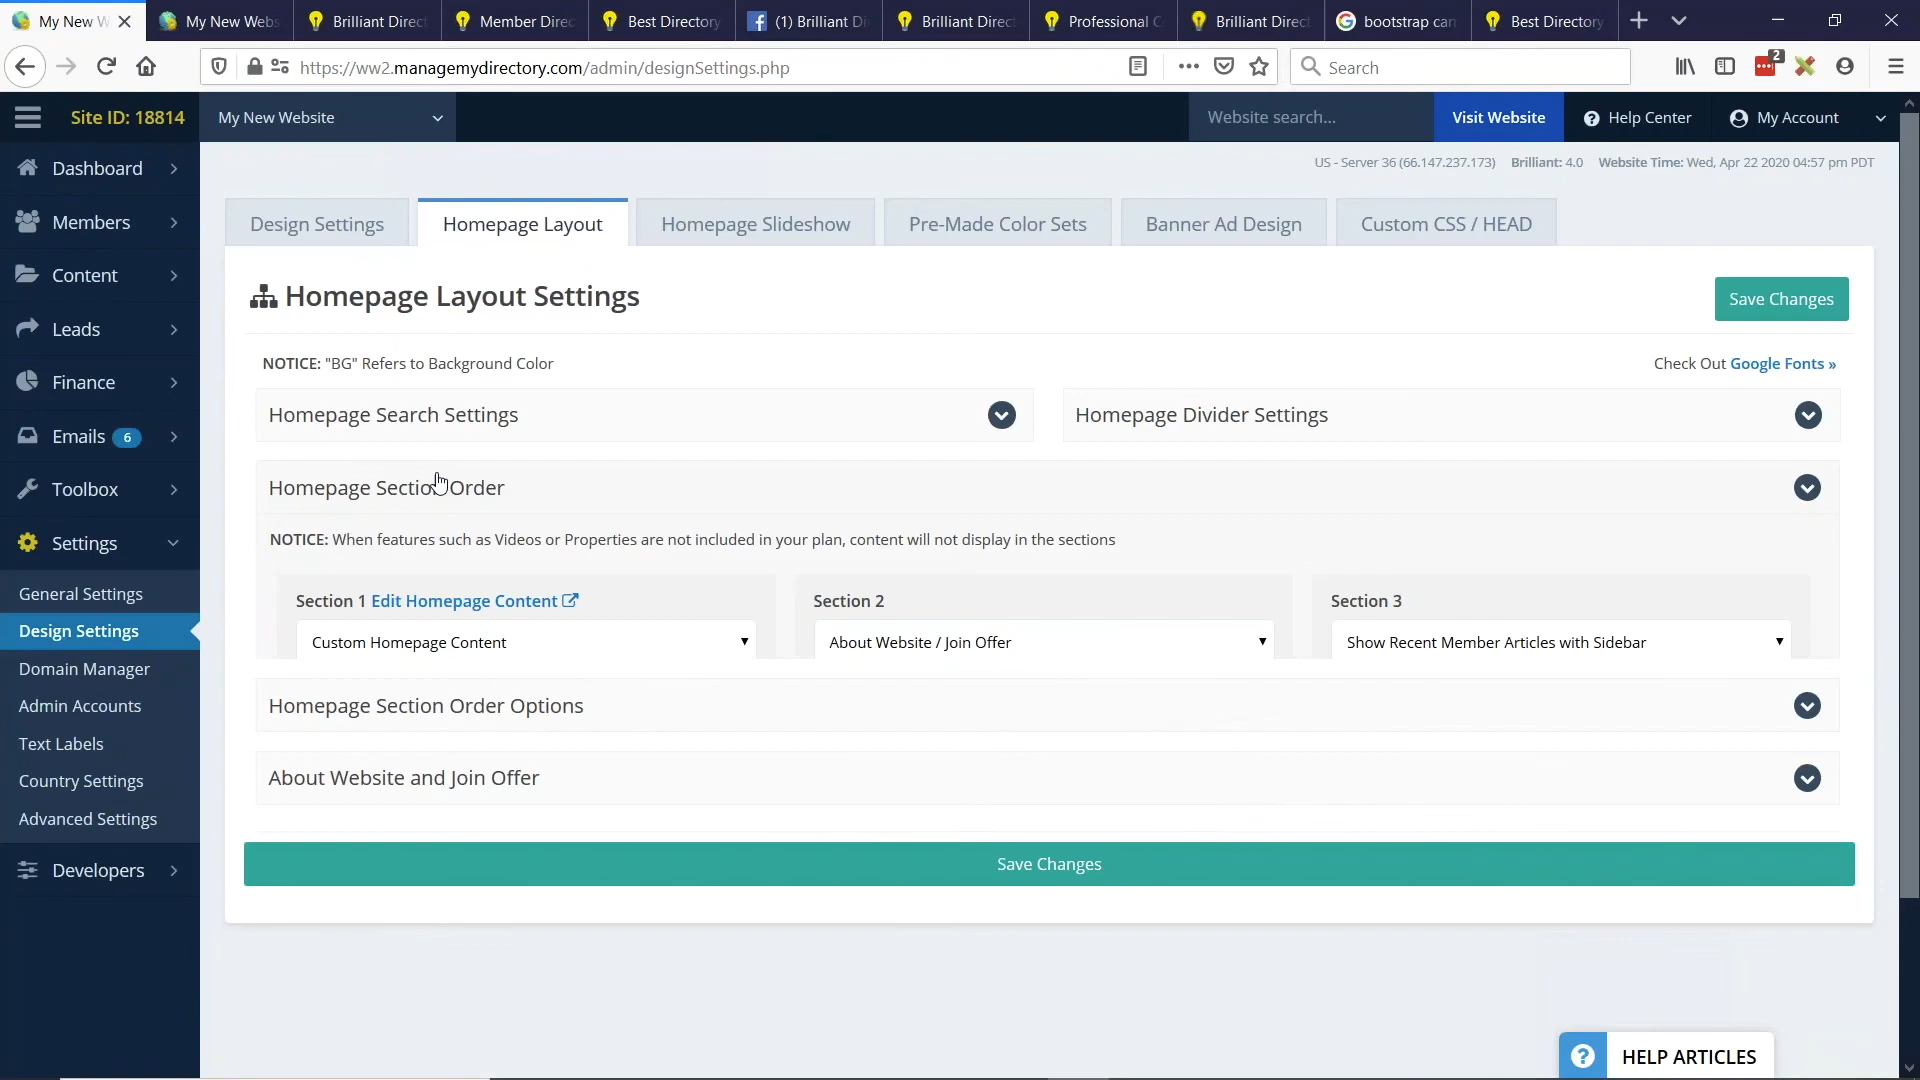 My New W
My New Webs
Brilliant Direct
Member Direc
Best Directory
(1) Brilliant Di
Brilliant Direct
Professional C
Brilliant Direct
bootstrap car
Best Directory
https://ww2.managemydirectory.com/admin/designSettings.php
Search
2
Site ID: 18814
My New Website
Website search...
Visit Website
Help Center
My Account
US - Server 36 (66.147.237.173) Brilliant: 4.0 Website Time: Wed, Apr 22 2020 04:57 pm PDT
Dashboard
Members
Content
Leads
Finance
Emails 6
Toolbox
Settings
General Settings
Design Settings
Domain Manager
Admin Accounts
Text Labels
Country Settings
Advanced Settings
Developers
Design Settings
Homepage Layout
Homepage Slideshow
Pre-Made Color Sets
Banner Ad Design
Custom CSS / HEAD
Homepage Layout Settings
Save Changes
NOTICE: "BG" Refers to Background Color
Check Out Google Fonts »
Homepage Search Settings
Homepage Divider Settings
Homepage Section Order
NOTICE: When features such as Videos or Properties are not included in your plan, content will not display in the sections
Section 1 Edit Homepage Content
Custom Homepage Content
Section 2
About Website / Join Offer
Section 3
Show Recent Member Articles with Sidebar
Homepage Section Order Options
About Website and Join Offer
Save Changes
HELP ARTICLES